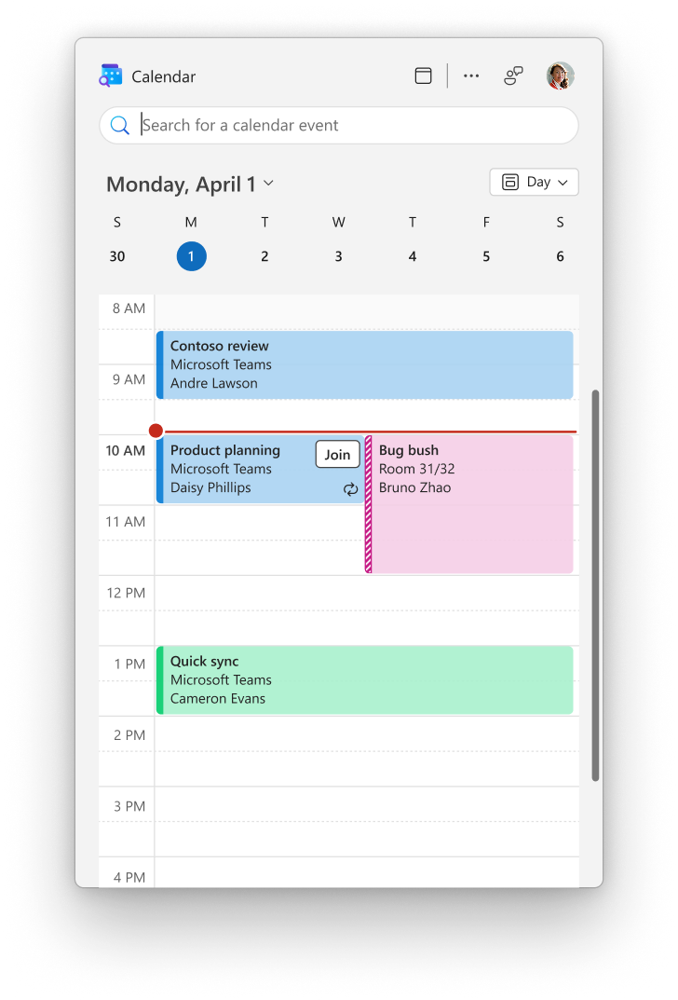 Calendar
Search for a calendar event
Monday, April 1
Day
S M T W T F S
30 1 2 3 4 5 6
8 AM
Contoso review
Microsoft Teams
9 AM
Andre Lawson
10 AM
Product planning
Join
Microsoft Teams
Daisy Phillips
Bug bush
Room 31/32
Bruno Zhao
11 AM
12 PM
1 PM
Quick sync
Microsoft Teams
Cameron Evans
2 PM
3 PM
4 PM